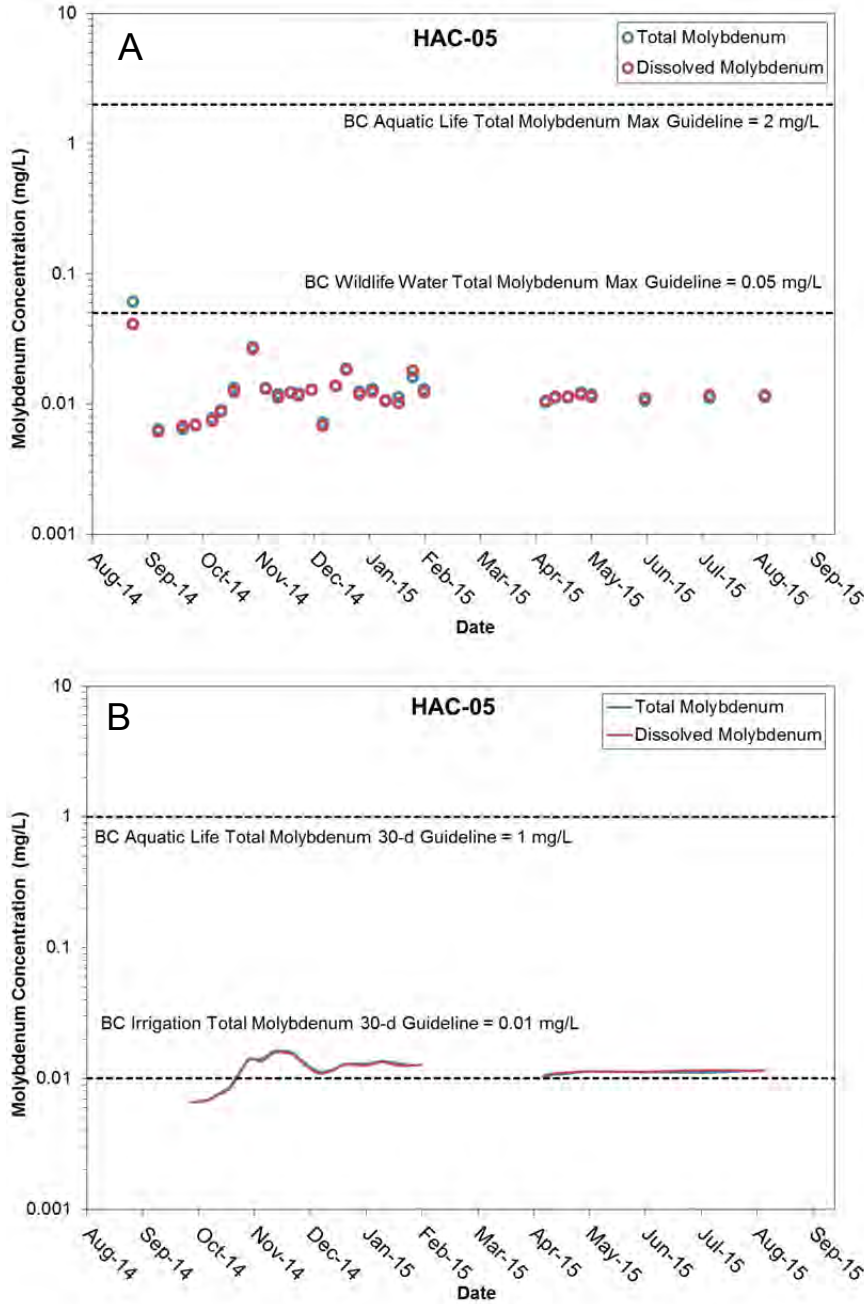 A
HAC-05
Total Molybdenum
Dissolved Molybdenum
10
BC Aquatic Life Total Molybdenum Max Guideline = 2 mg/L
1
BC Wildlife Water Total Molybdenum Max Guideline = 0.05 mg/L
0.1
0.01
0.001
Molybdenum Concentration (mg/L)
Aug-14
Sep-14
Oct-14
Nov-14
Dec-14
Jan-15
Feb-15
Mar-15
Apr-15
May-15
Jun-15
Jul-15
Aug-15
Sep-15
Date
B
HAC-05
Total Molybdenum
Dissolved Molybdenum
10
1
BC Aquatic Life Total Molybdenum 30-d Guideline = 1 mg/L
0.1
BC Irrigation Total Molybdenum 30-d Guideline = 0.01 mg/L
0.01
0.001
Molybdenum Concentration (mg/L)
Aug-14
Sep-14
Oct-14
Nov-14
Dec-14
Jan-15
Feb-15
Mar-15
Apr-15
May-15
Jun-15
Jul-15
Aug-15
Sep-15
Date